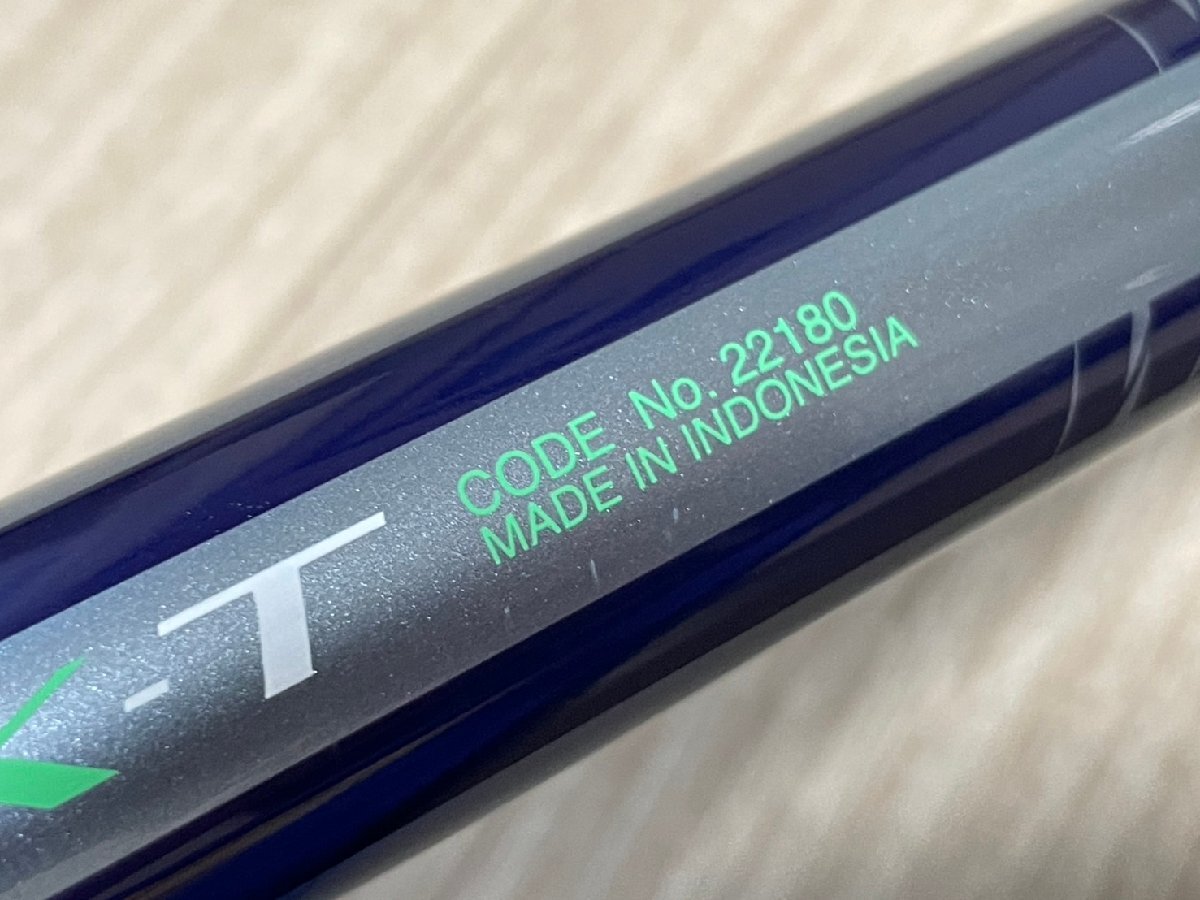 X-T
CODE No. 22180
MADE IN INDONESIA